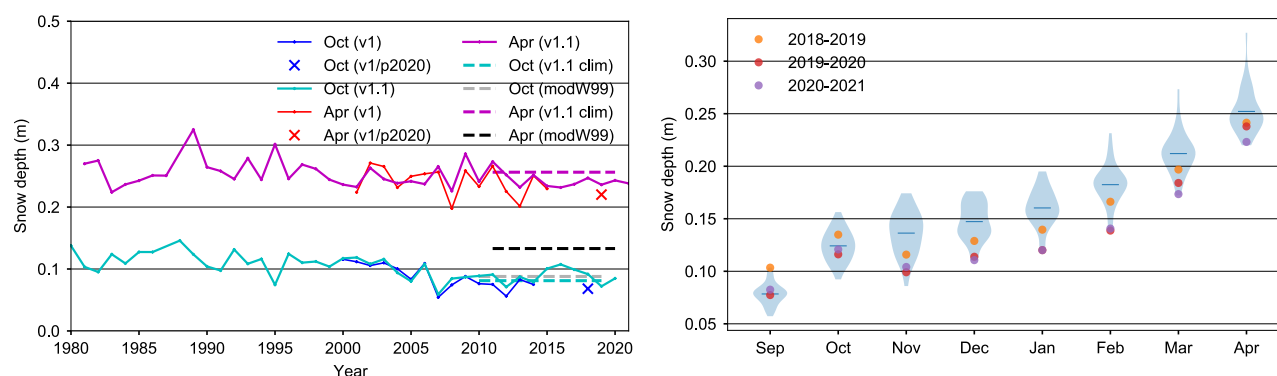 0.5
0.4
0.3
0.2
0.1
0.0
Snow depth (m)
1980
1985
1990
1995
2000
2005
2010
2015
2020
Year
Oct (v1)
Oct (v1/p2020)
Oct (v1.1)
Apr (v1)
Apr (v1/p2020)
Apr (v1.1)
Oct (v1.1 clim)
Oct (modW99)
Apr (v1.1 clim)
Apr (modW99)
0.30
0.25
0.20
0.15
0.10
0.05
Snow depth (m)
2018-2019
2019-2020
2020-2021
Sep
Oct
Nov
Dec
Jan
Feb
Mar
Apr